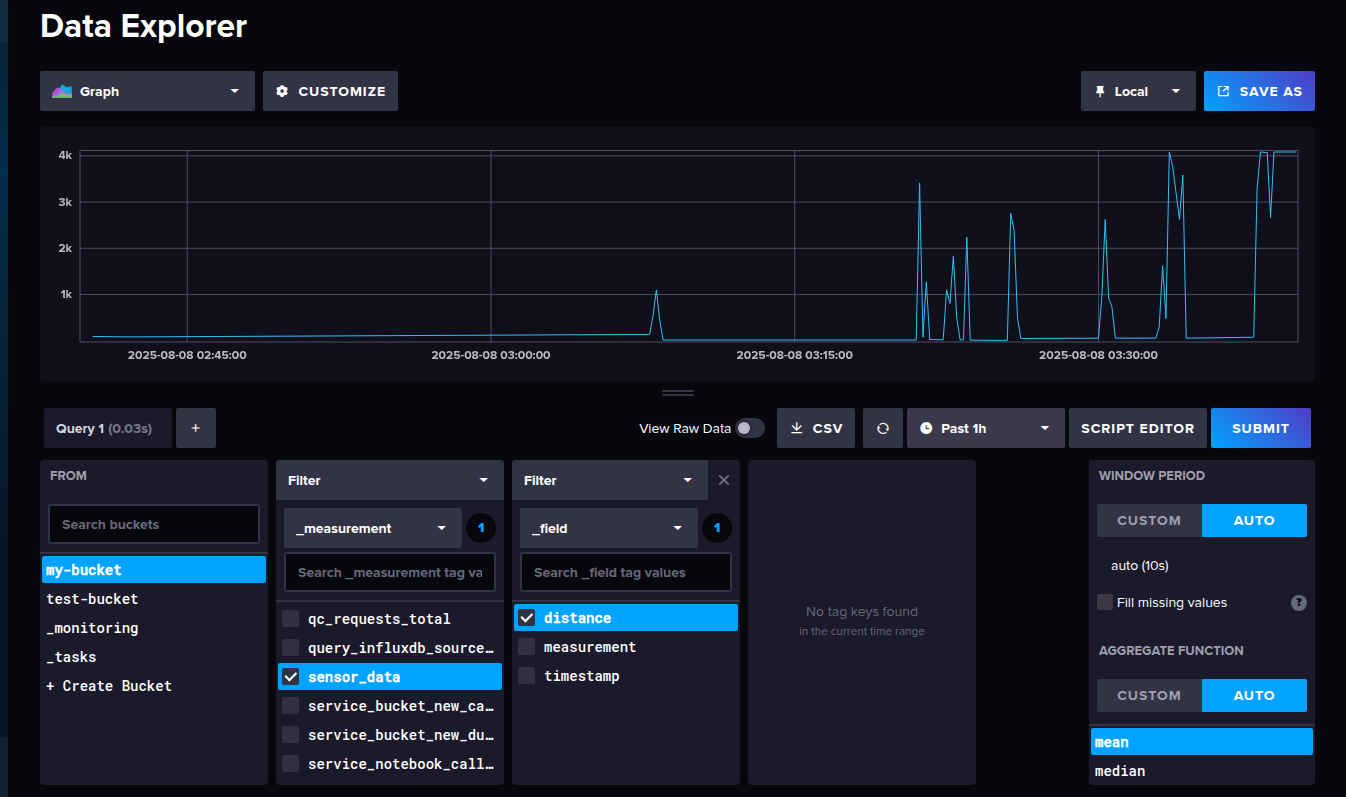 Data Explorer
Graph
CUSTOMIZE
Local
SAVE AS
4k
3k
2k
1k
2025-08-08 02:45:00
2025-08-08 03:00:00
2025-08-08 03:15:00
2025-08-08 03:30:00
Query 1 (0.03s)
+
View Raw Data
CSV
Past 1h
SCRIPT EDITOR
SUBMIT
FROM
Search buckets
my-bucket
test-bucket
_monitoring
_tasks
+ Create Bucket
Filter
_measurement
1
Search _measurement tag va
qc_requests_total
query_influxdb_source…
sensor_data
service_bucket_new_ca…
service_bucket_new_du…
service_notebook_call…
Filter
_field
1
Search _field tag values
distance
measurement
timestamp
No tag keys found
in the current time range
WINDOW PERIOD
CUSTOM
AUTO
auto (10s)
Fill missing values
?
AGGREGATE FUNCTION
CUSTOM
AUTO
mean
median